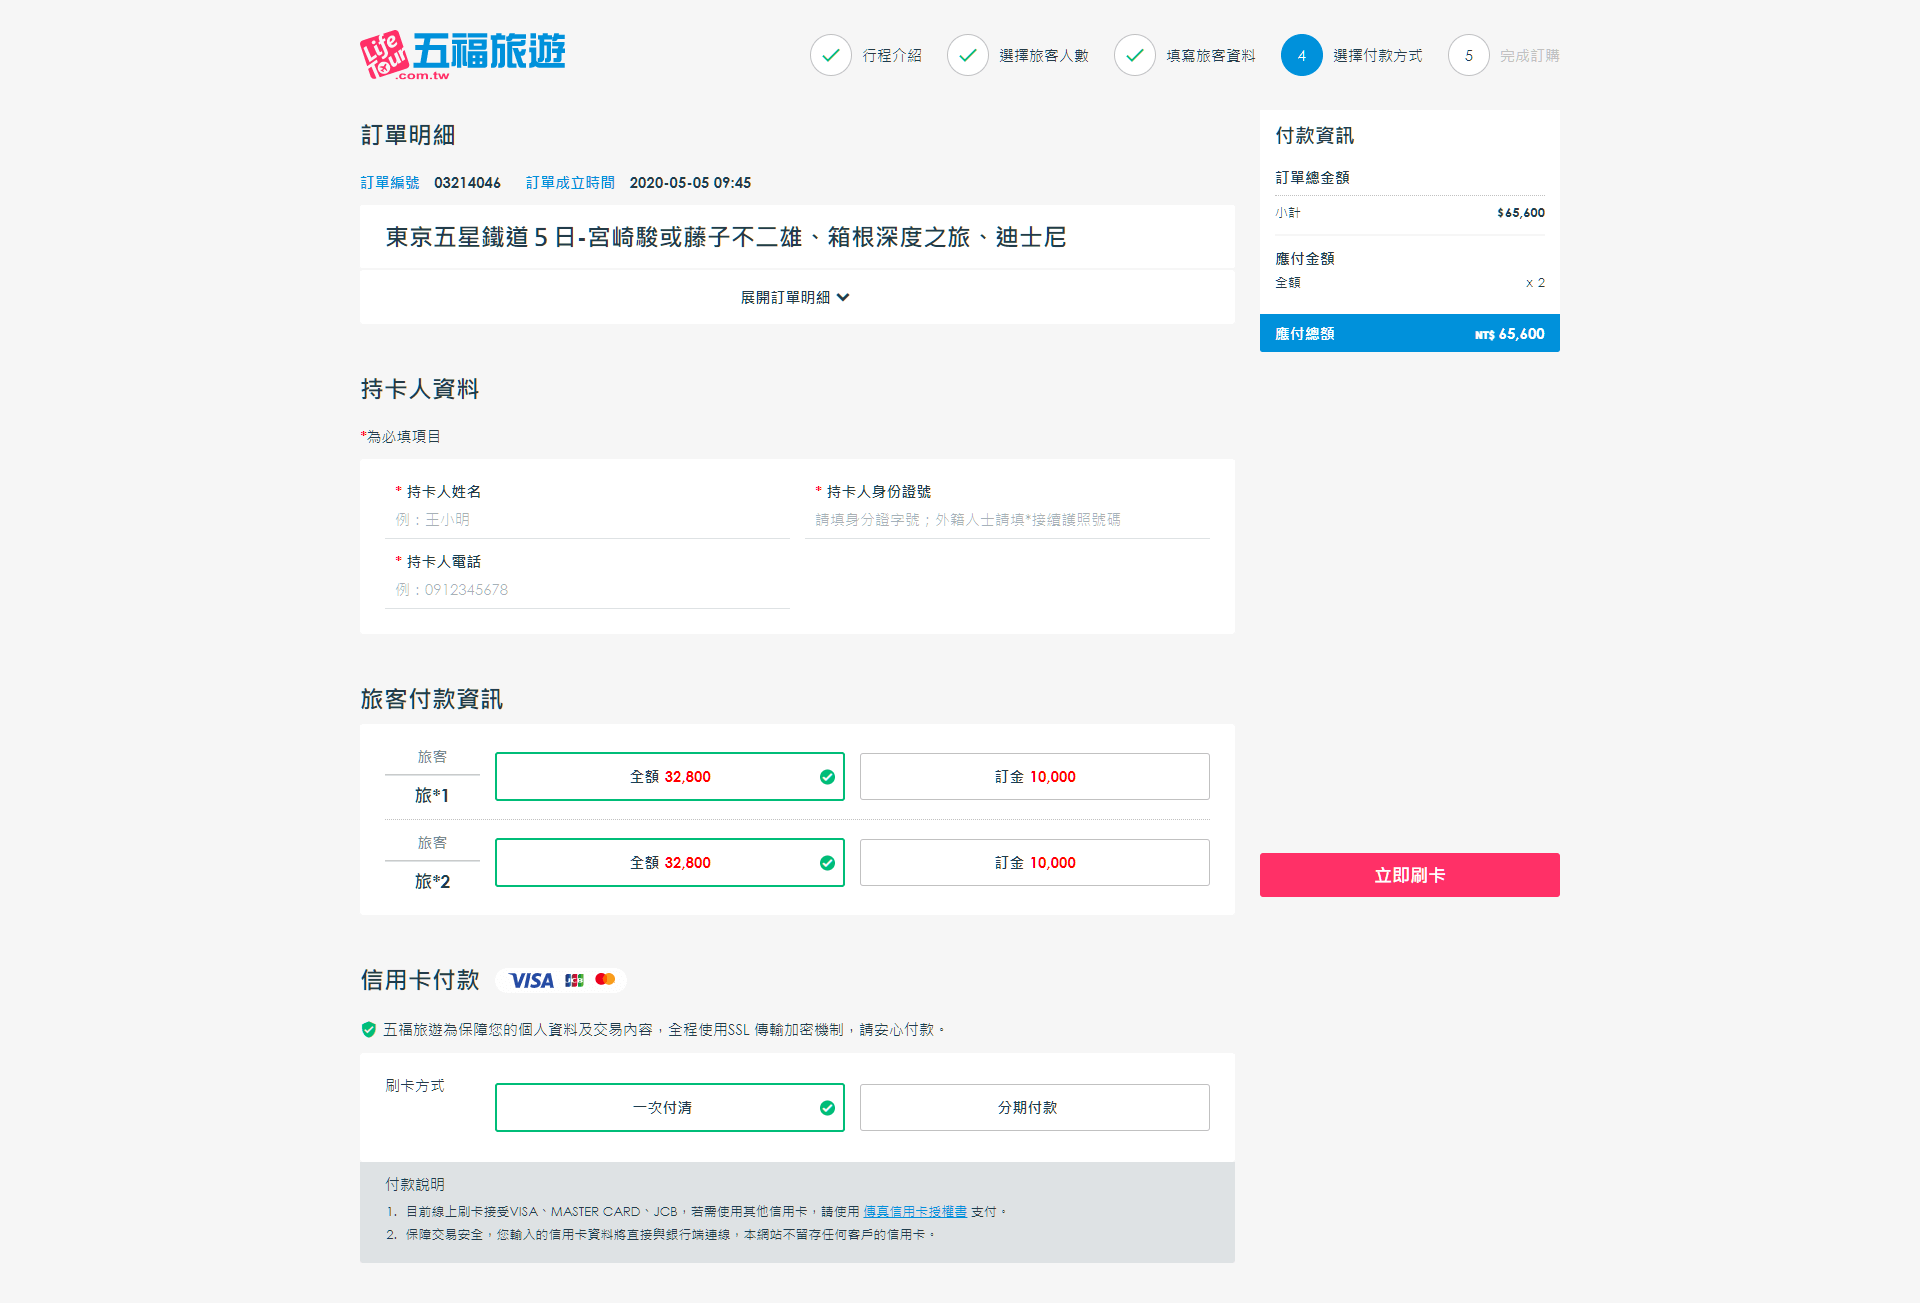 Life Tour 五福旅遊 .com.tw
行程介紹 選擇旅客人數 填寫旅客資料 4 選擇付款方式 5 完成訂購
訂單明細
訂單編號 03214046 訂單成立時間 2020-05-05 09:45
東京五星鐵道５日-宮崎駿或藤子不二雄、箱根深度之旅、迪士尼
展開訂單明細
付款資訊
訂單總金額
小計 $65,600
應付金額
全額 x 2
應付總額 NT$ 65,600
持卡人資料
*為必填項目
* 持卡人姓名
例：王小明
* 持卡人身份證號
請填身分證字號；外籍人士請填*接續護照號碼
* 持卡人電話
例：0912345678
旅客付款資訊
旅客
旅*1
全額 32,800 訂金 10,000
旅客
旅*2
全額 32,800 訂金 10,000
立即刷卡
信用卡付款 VISA JCB
五福旅遊為保障您的個人資料及交易內容，全程使用SSL 傳輸加密機制，請安心付款。
刷卡方式 一次付清 分期付款
付款說明
1. 目前線上刷卡接受VISA、MASTER CARD、JCB，若需使用其他信用卡，請使用 傳真信用卡授權書 支付。
2. 保障交易安全，您輸入的信用卡資料將直接與銀行端連線，本網站不留存任何客戶的信用卡。